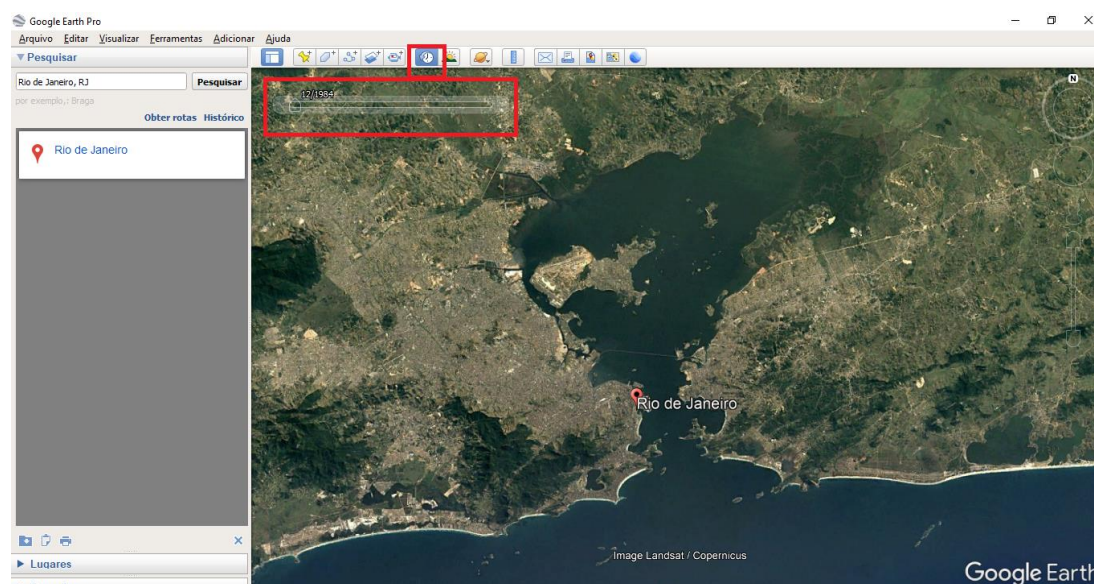 Google Earth Pro
Arquivo Editar Visualizar Ferramentas Adicionar Ajuda
Pesquisar
Rio de Janeiro, RJ Pesquisar
por exemplo,: Braga
Obter rotas Histórico
Rio de Janeiro
12/1984
N
Rio de Janeiro
Image Landsat / Copernicus
Google Earth
Lugares